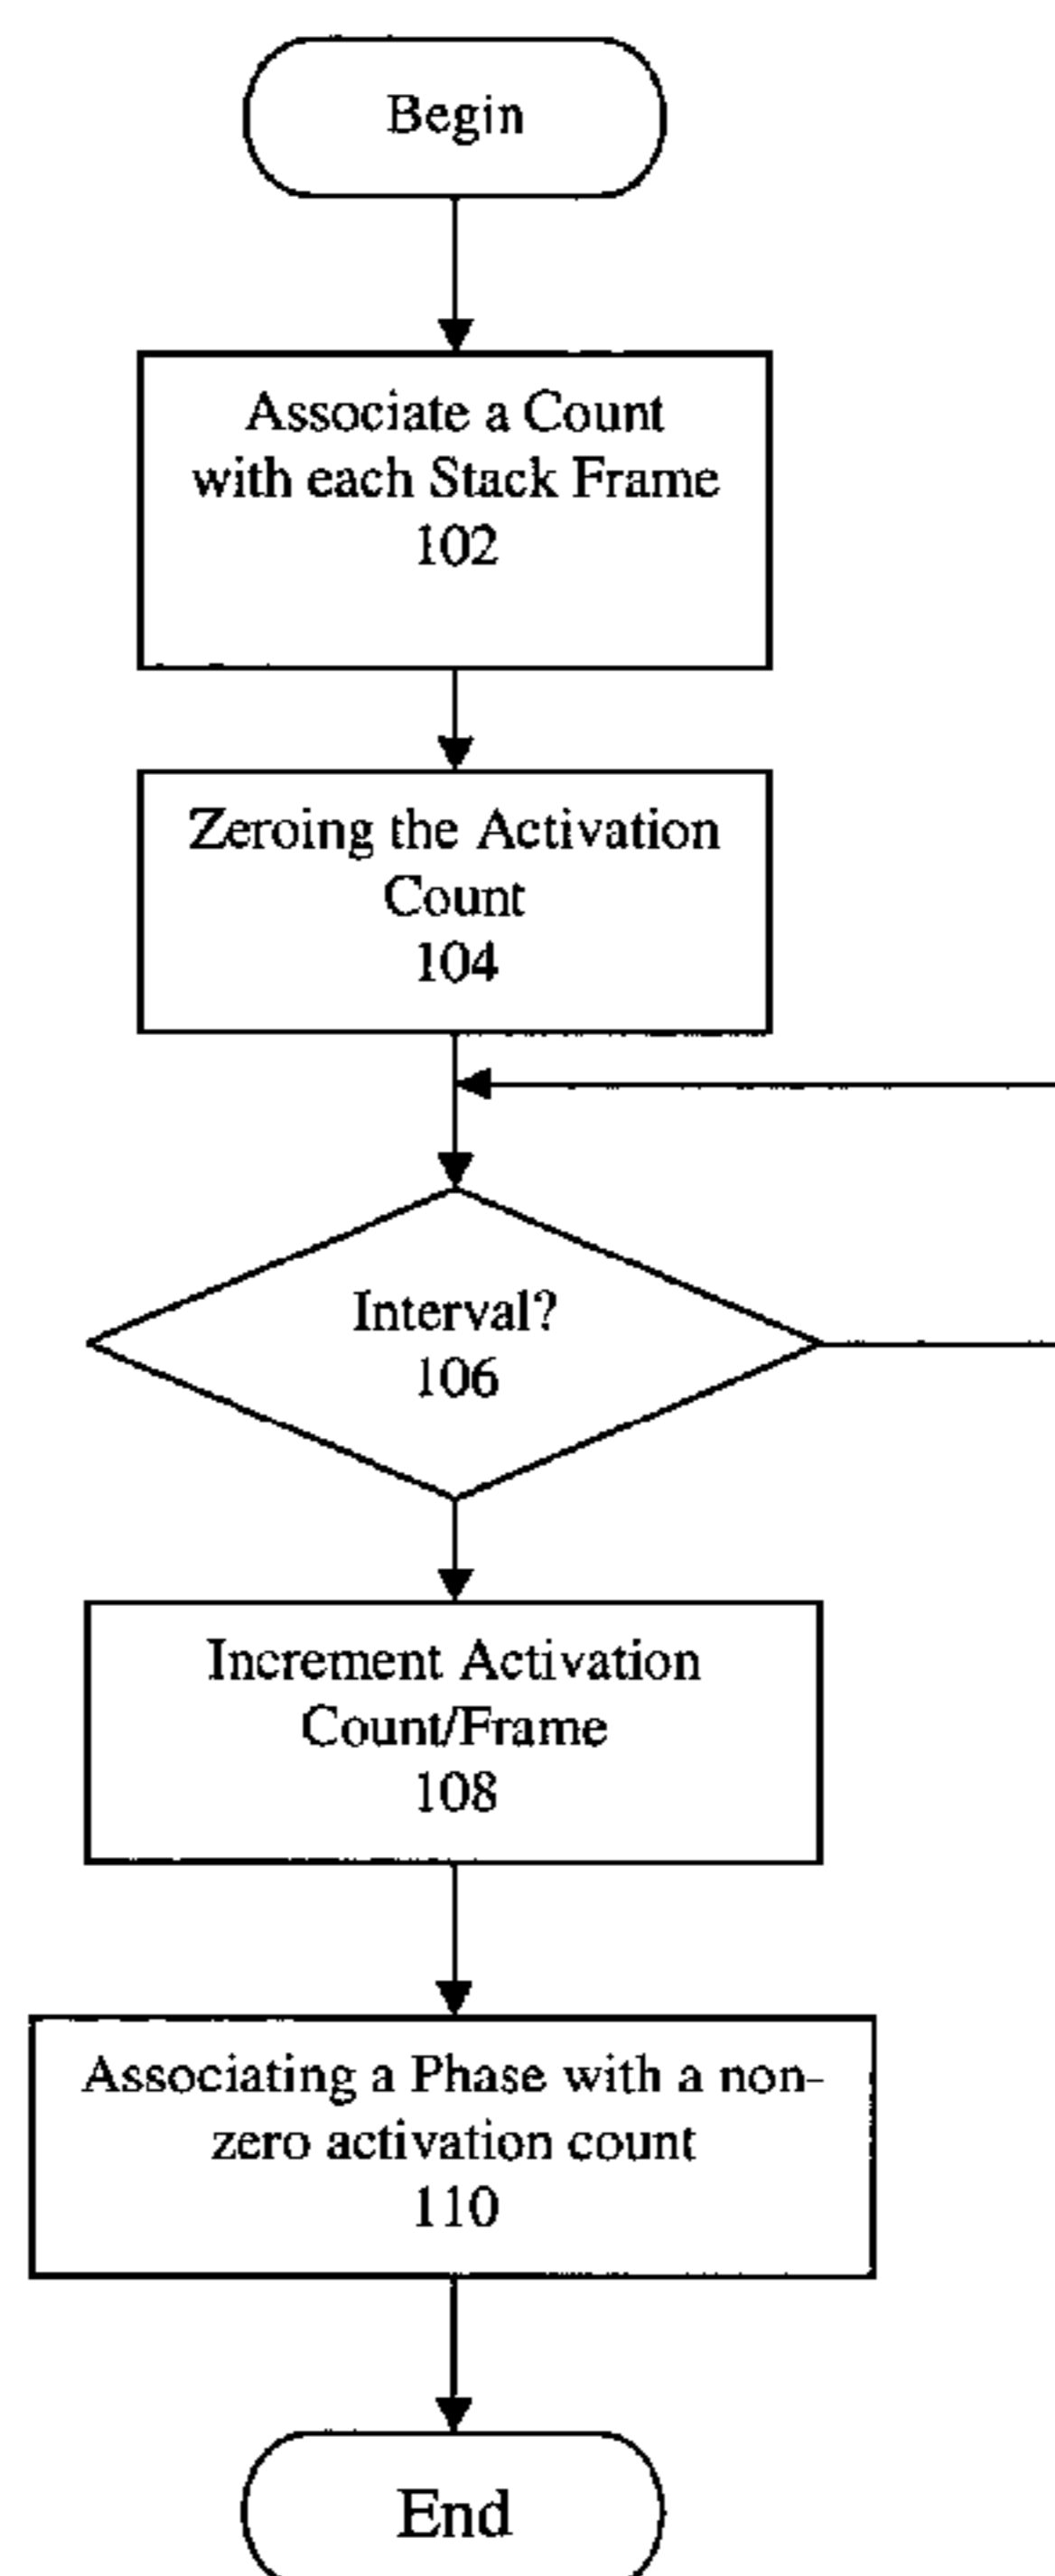 Begin
Associate a Count
with each Stack Frame
102
Zeroing the Activation
Count
104
Interval?
106
Increment Activation
Count/Frame
108
Associating a Phase with a non-
zero activation count
110
End